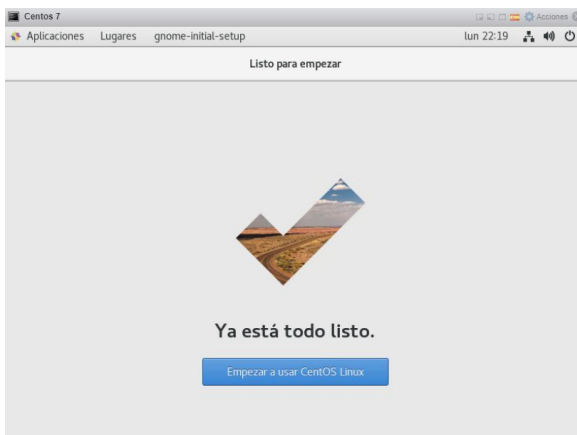 Centos 7
Acciones
Aplicaciones Lugares gnome-initial-setup lun 22:19
Listo para empezar
Ya está todo listo.
Empezar a usar CentOS Linux